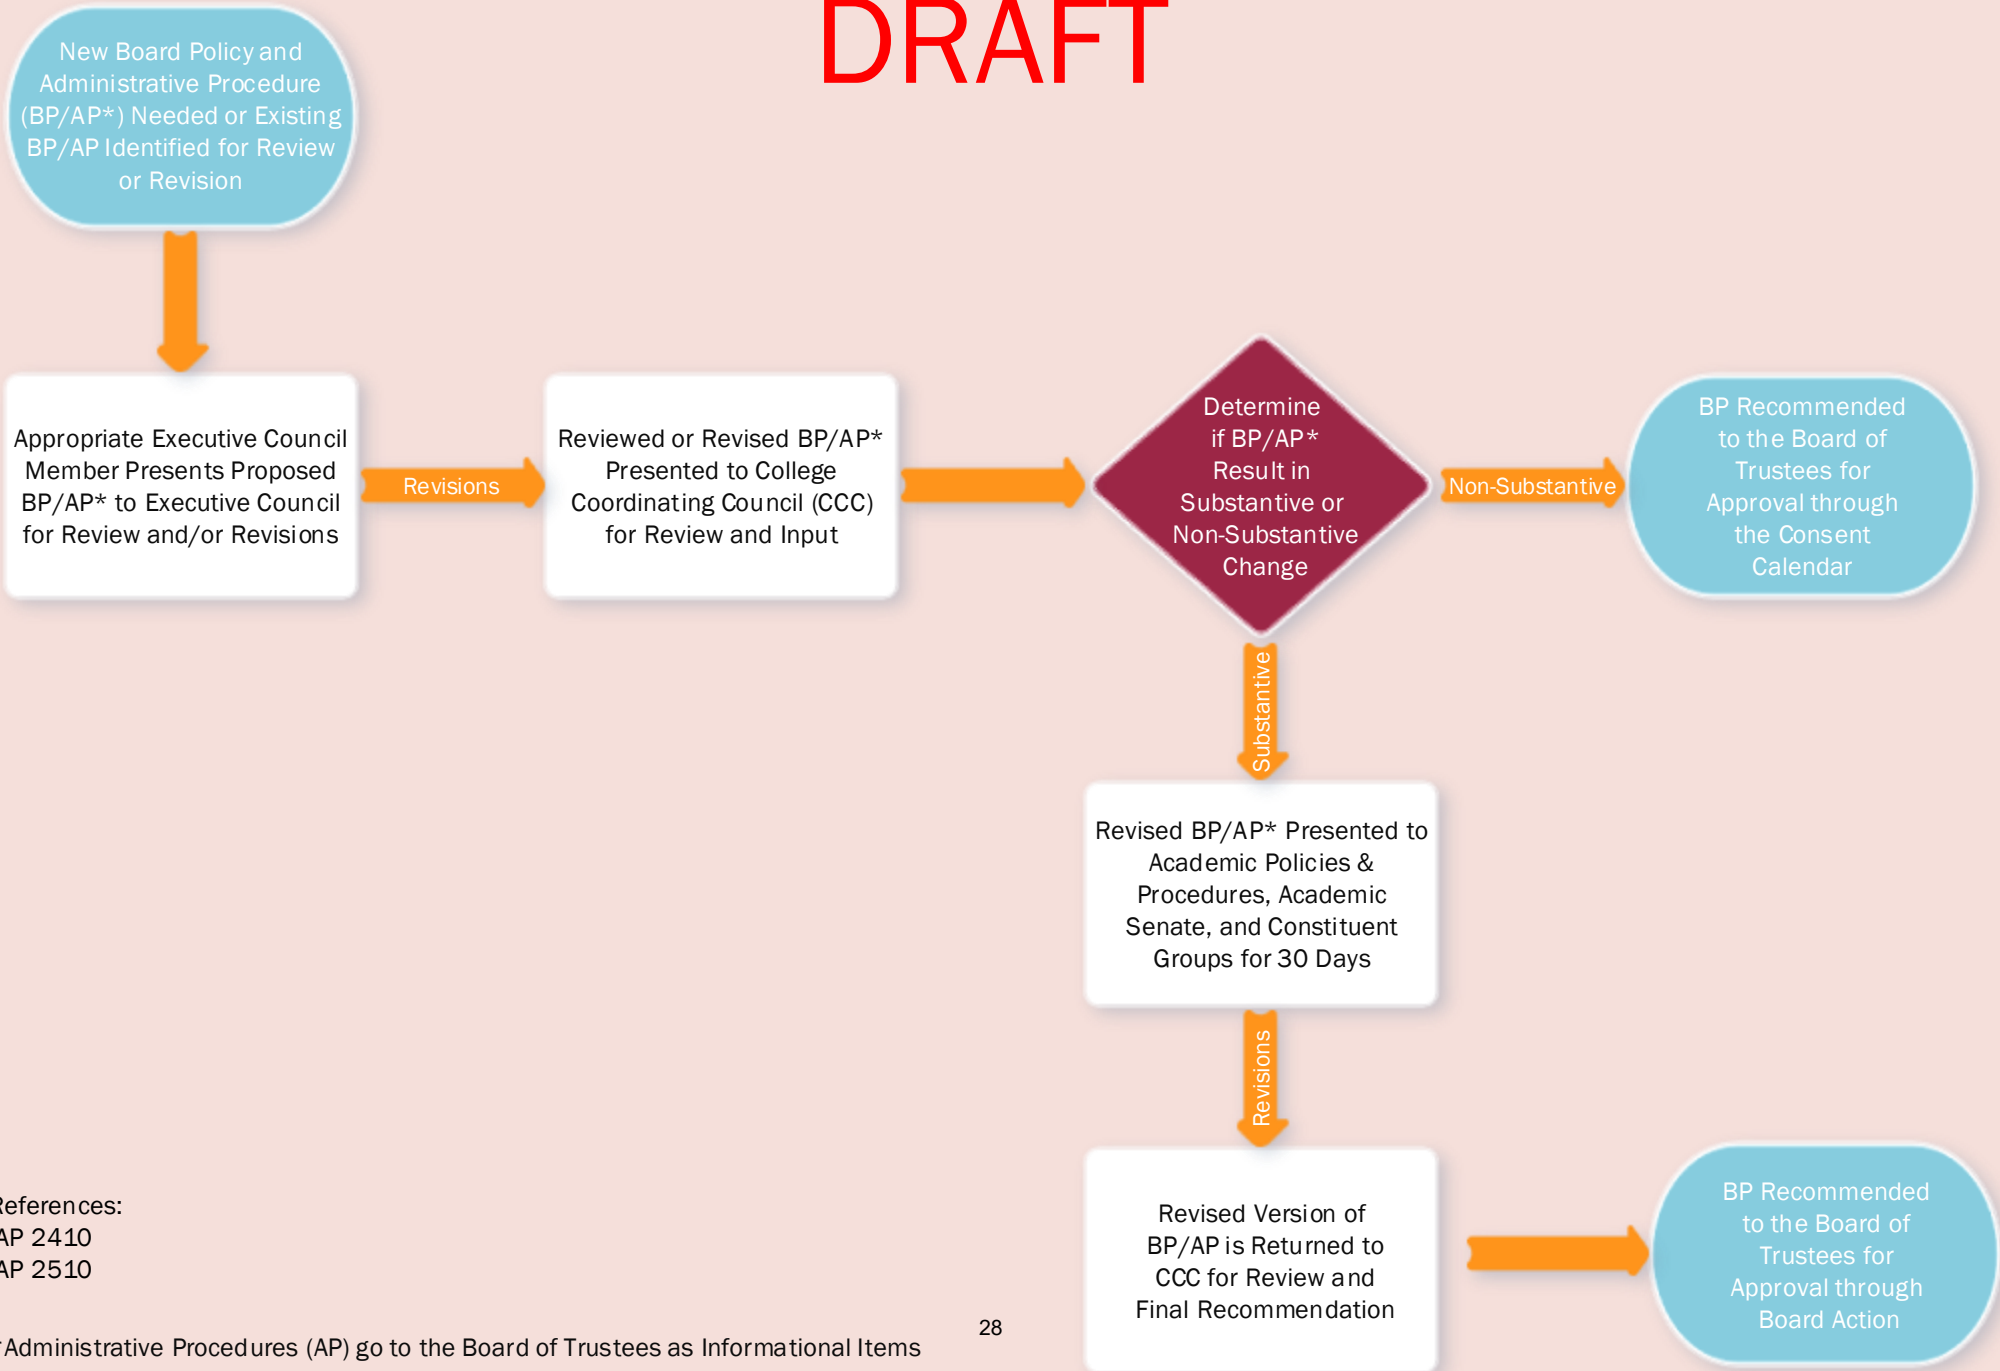 DRAFT
New Board Policy and
Administrative Procedure
(BP/AP*) Needed or Existing
BP/AP Identified for Review
or Revision
Appropriate Executive Council
Member Presents Proposed
BP/AP* to Executive Council
for Review and/or Revisions
Revisions
Reviewed or Revised BP/AP*
Presented to College
Coordinating Council (CCC)
for Review and Input
Determine
if BP/AP*
Result in
Substantive or
Non-Substantive
Change
Non-Substantive
BP Recommended
to the Board of
Trustees for
Approval through
the Consent
Calendar
Substantive
Revised BP/AP* Presented to
Academic Policies &
Procedures, Academic
Senate, and Constituent
Groups for 30 Days
Revisions
Revised Version of
BP/AP is Returned to
CCC for Review and
Final Recommendation
BP Recommended
to the Board of
Trustees for
Approval through
Board Action
References:
AP 2410
AP 2510
*Administrative Procedures (AP) go to the Board of Trustees as Informational Items
28